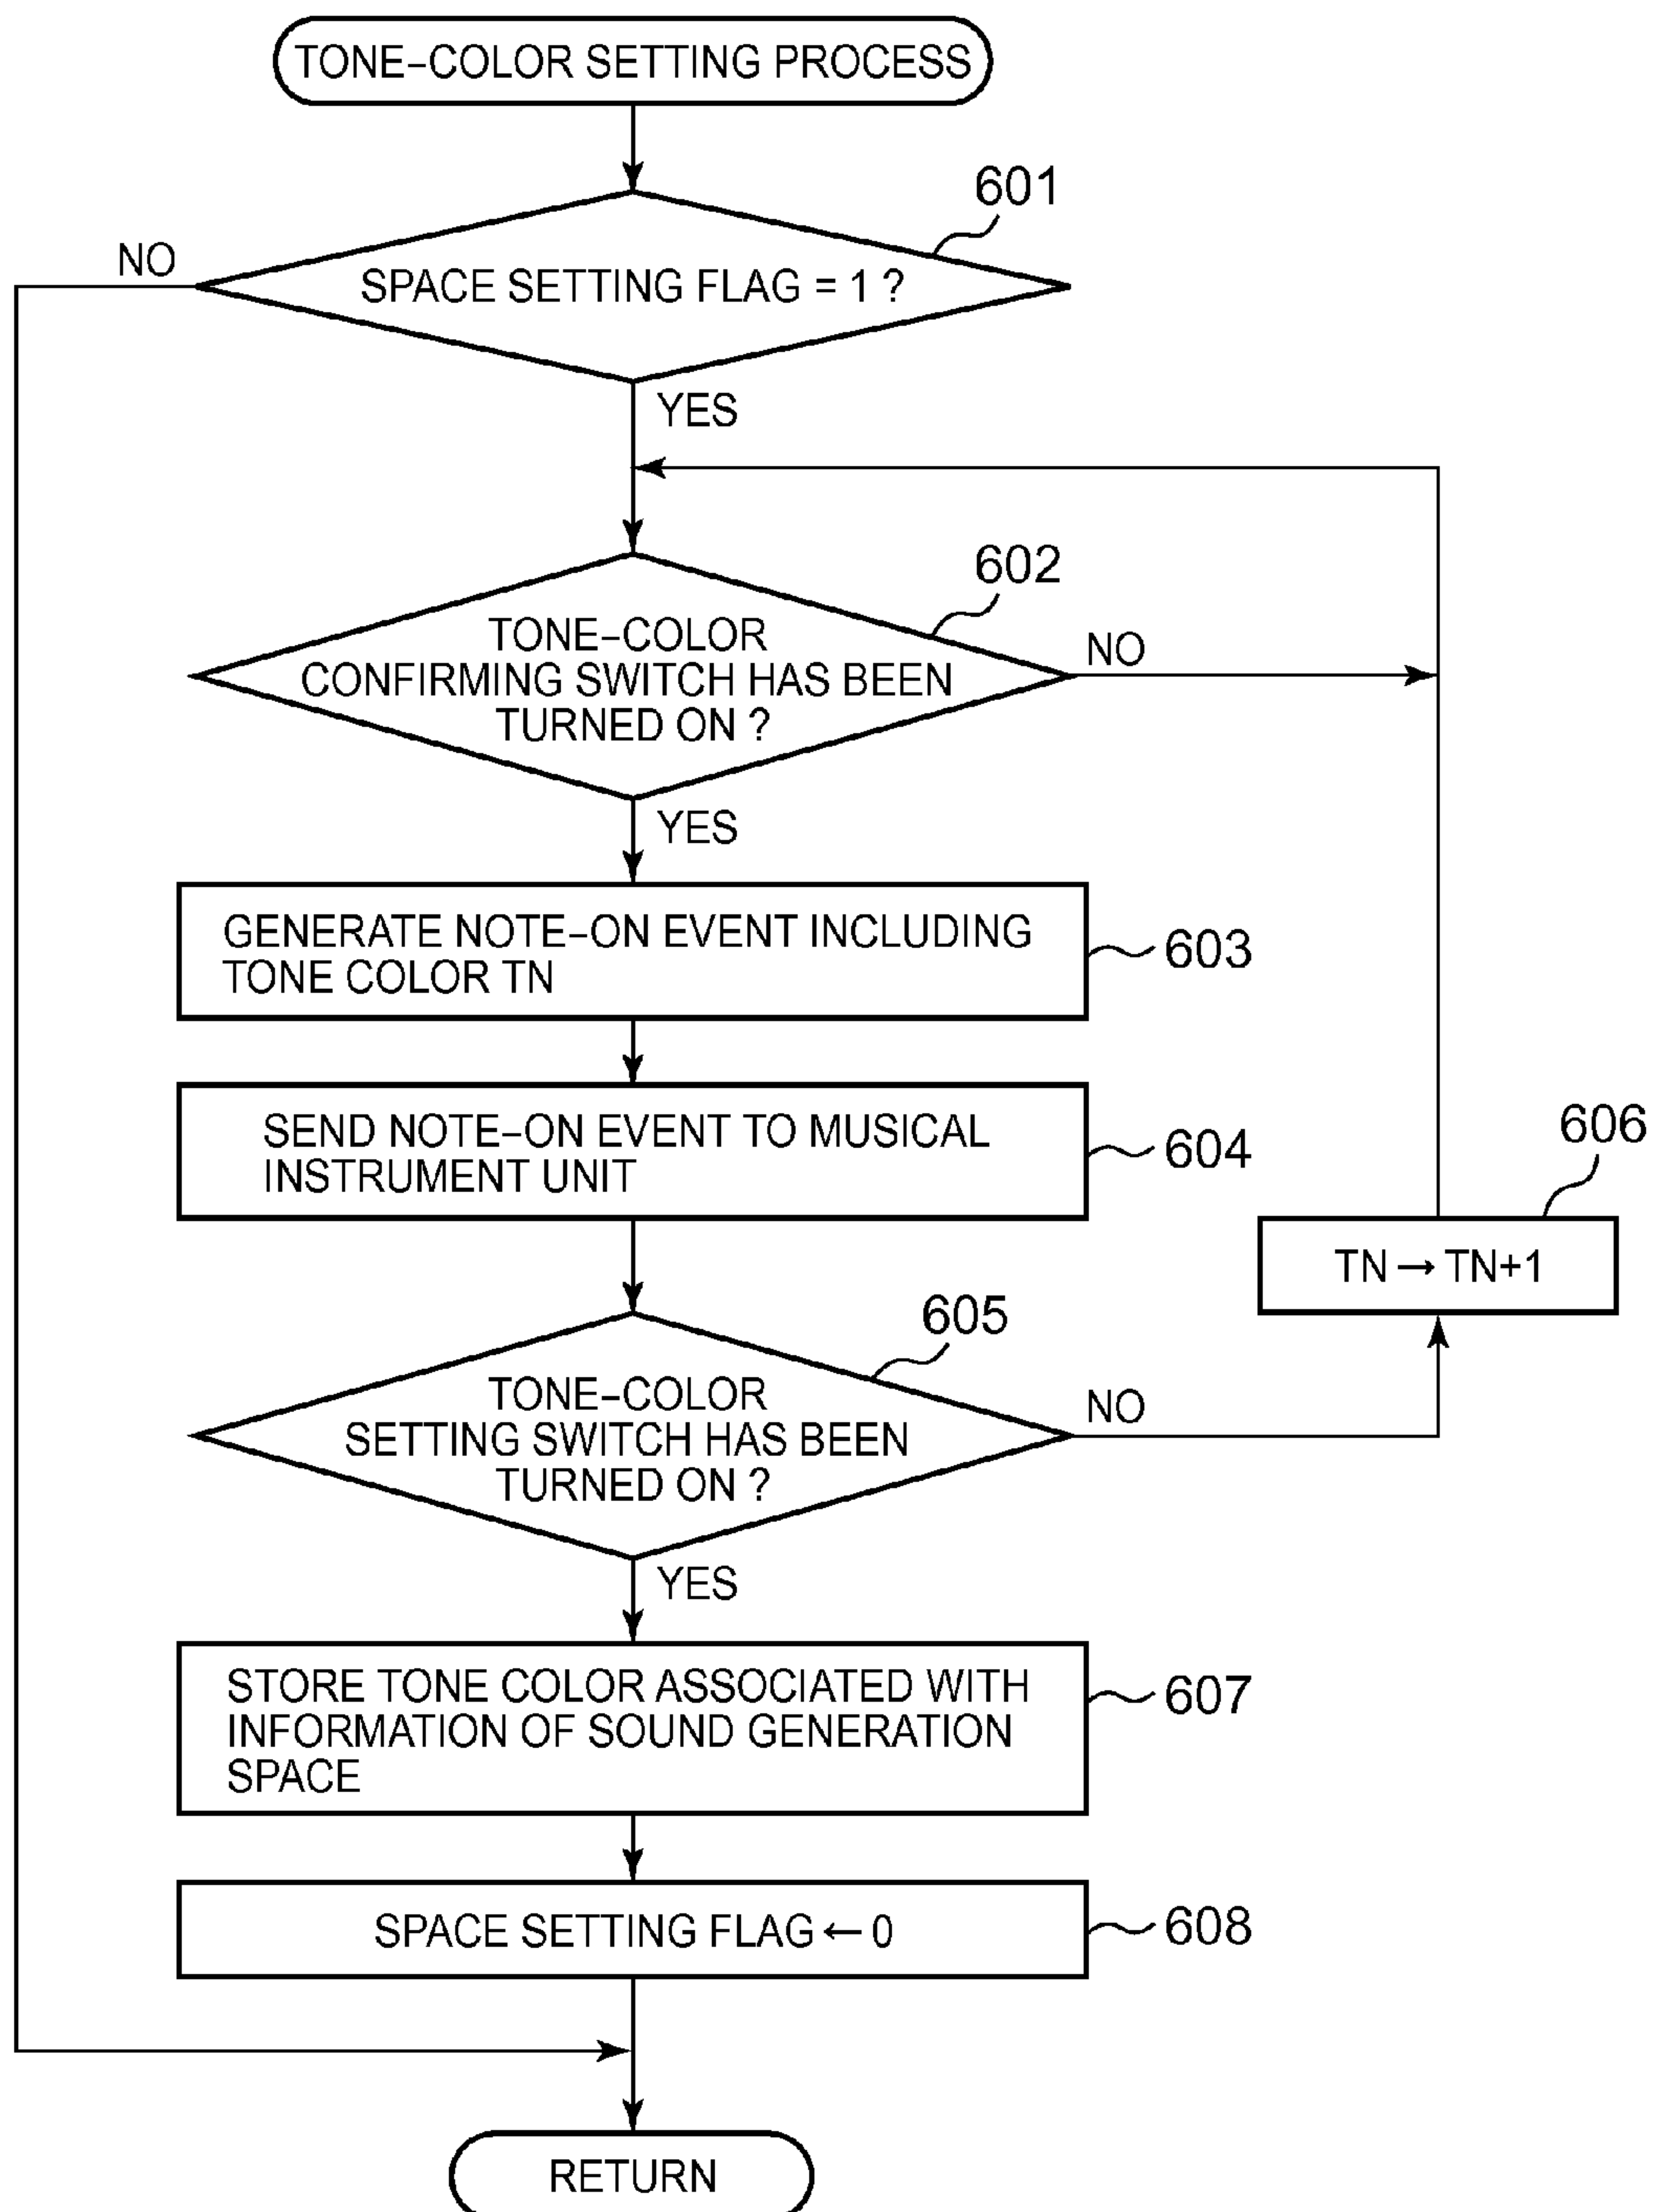 TONE-COLOR SETTING PROCESS
601
NO
SPACE SETTING FLAG = 1 ?
YES
602
TONE-COLOR
CONFIRMING SWITCH HAS BEEN
TURNED ON ?
NO
YES
GENERATE NOTE-ON EVENT INCLUDING
TONE COLOR TN
603
SEND NOTE-ON EVENT TO MUSICAL
INSTRUMENT UNIT
604
606
TN → TN+1
605
TONE-COLOR
SETTING SWITCH HAS BEEN
TURNED ON ?
NO
YES
STORE TONE COLOR ASSOCIATED WITH
INFORMATION OF SOUND GENERATION
SPACE
607
SPACE SETTING FLAG ← 0
608
RETURN